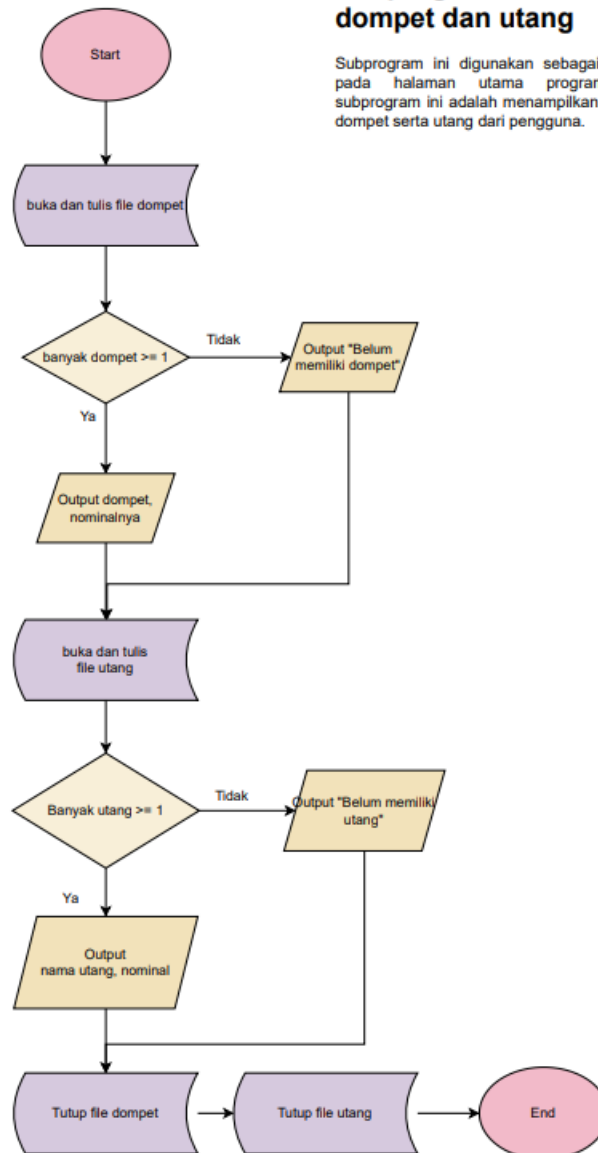 dompet dan utang
Subprogram ini digunakan sebagai
pada halaman utama
subprogram ini adalah menampilkan
dompet serta utang dari pengguna.
Start
buka dan tulis file dompet
banyak dompet >= 1
Tidak
Output "Belum
memiliki dompet"
Ya
Output dompet,
nominalnya
buka dan tulis
file utang
Banyak utang >= 1
Tidak
Output "Belum memiliki
utang"
Ya
Output
nama utang, nominal
Tutup file dompet
Tutup file utang
End